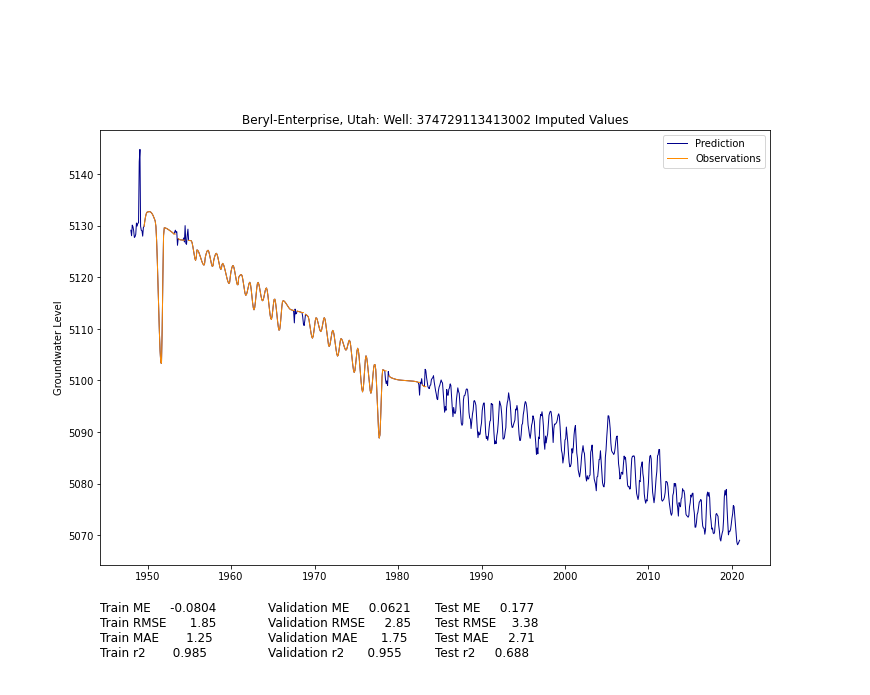 Beryl-Enterprise, Utah: Well: 374729113413002 Imputed Values
Prediction
Observations
Groundwater Level
5140
5130
5120
5110
5100
5090
5080
5070
1950 1960 1970 1980 1990 2000 2010 2020
Train ME -0.0804 Validation ME 0.0621 Test ME 0.177
Train RMSE 1.85 Validation RMSE 2.85 Test RMSE 3.38
Train MAE 1.25 Validation MAE 1.75 Test MAE 2.71
Train r2 0.985 Validation r2 0.955 Test r2 0.688